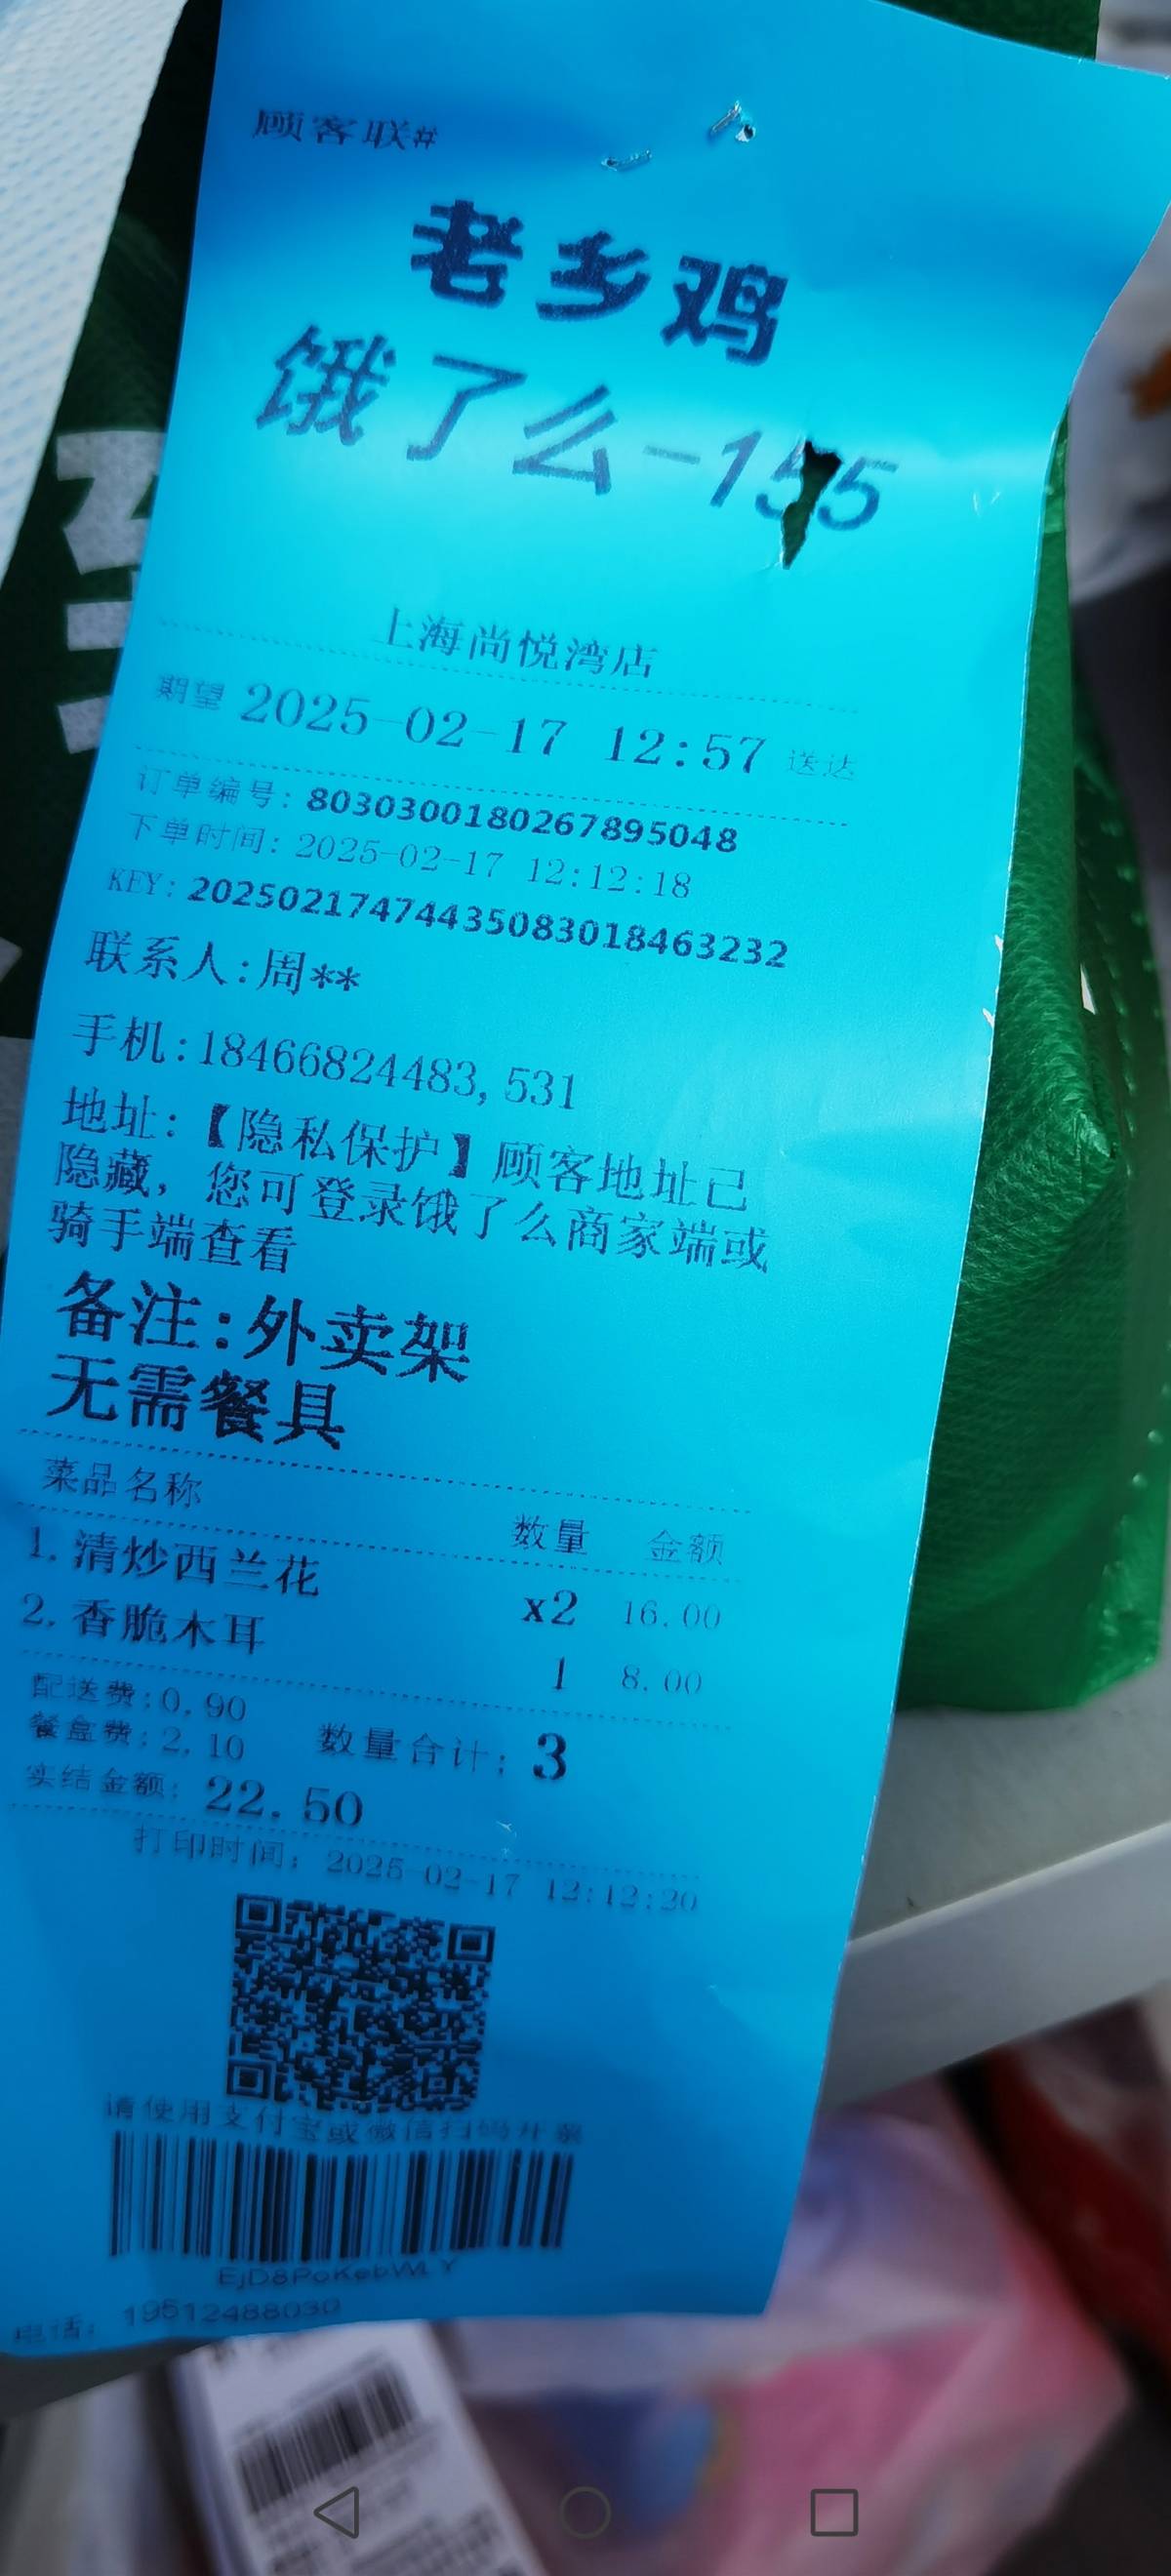 顾客联#
老乡鸡
饿了么-155
上海尚悦湾店
期望 2025-02-17 12:57 送达
订单编号: 8030300180267895048
下单时间: 2025-02-17 12:12:18
KEY: 20250217474435083018463232
联系人:周**
手机:18466824483,531
地址:【隐私保护】顾客地址已
隐藏, 您可登录饿了么商家端或
骑手端查看
备注:外卖架
无需餐具
菜品名称 数量 金额
1. 清炒西兰花 x2 16.00
2. 香脆木耳 1 8.00
配送费:0.90
餐盒费:2.10 数量合计: 3
实结金额: 22.50
打印时间: 2025-02-17 12:12:20
请使用支付宝或微信扫码开票
电话: 19512488030